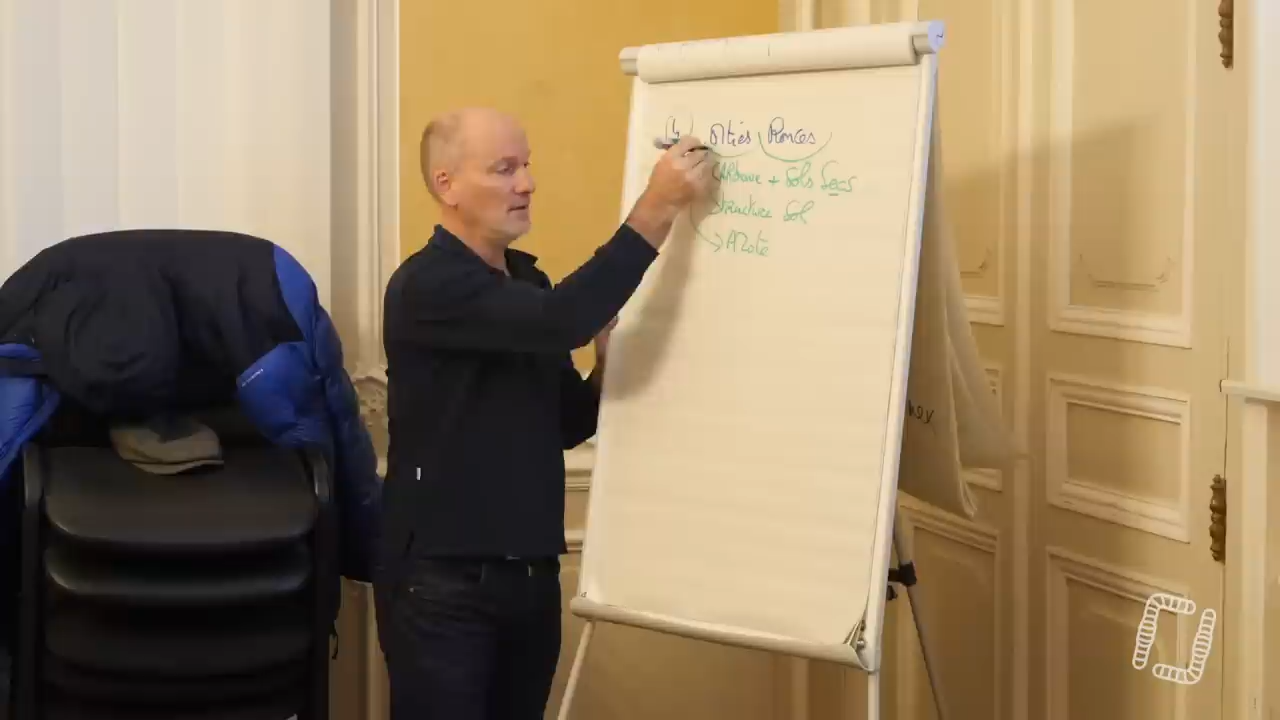 Orties Ronces
Carbone + Sols Secs
Structure Sol
→ Azote